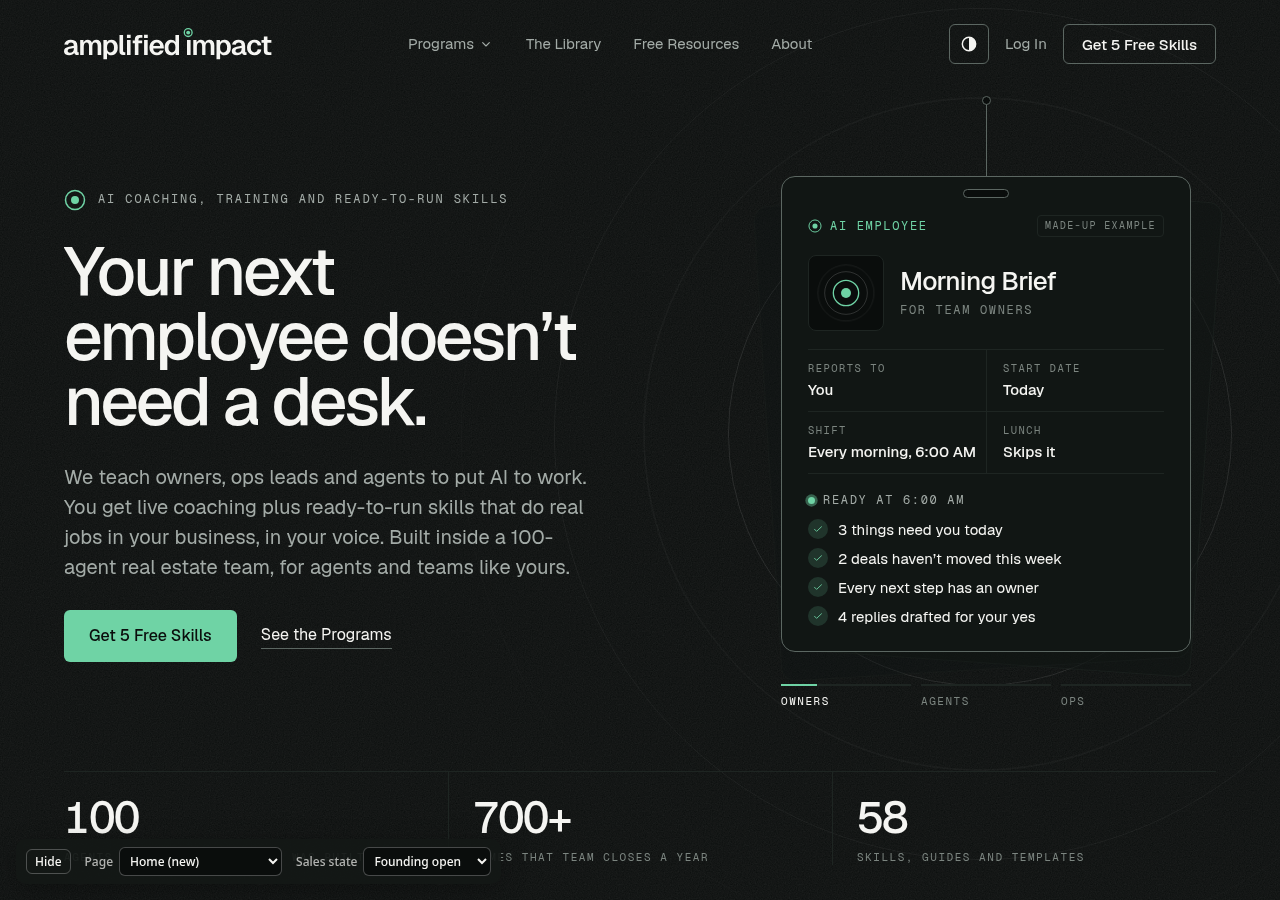 amplified impact
Programs
The Library
Free Resources
About
Log In
Get 5 Free Skills
AI COACHING, TRAINING AND READY-TO-RUN SKILLS
Your next
employee doesn’t
need a desk.
We teach owners, ops leads and agents to put AI to work.
You get live coaching plus ready-to-run skills that do real
jobs in your business, in your voice. Built inside a 100-
agent real estate team, for agents and teams like yours.
Get 5 Free Skills
See the Programs
AI EMPLOYEE
MADE-UP EXAMPLE
Morning Brief
FOR TEAM OWNERS
REPORTS TO
You
START DATE
Today
SHIFT
Every morning, 6:00 AM
LUNCH
Skips it
READY AT 6:00 AM
3 things need you today
2 deals haven’t moved this week
Every next step has an owner
4 replies drafted for your yes
OWNERS
AGENTS
OPS
100
700+
THAT TEAM CLOSES A YEAR
58
SKILLS, GUIDES AND TEMPLATES
Hide
Page
Home (new)
Sales state
Founding open